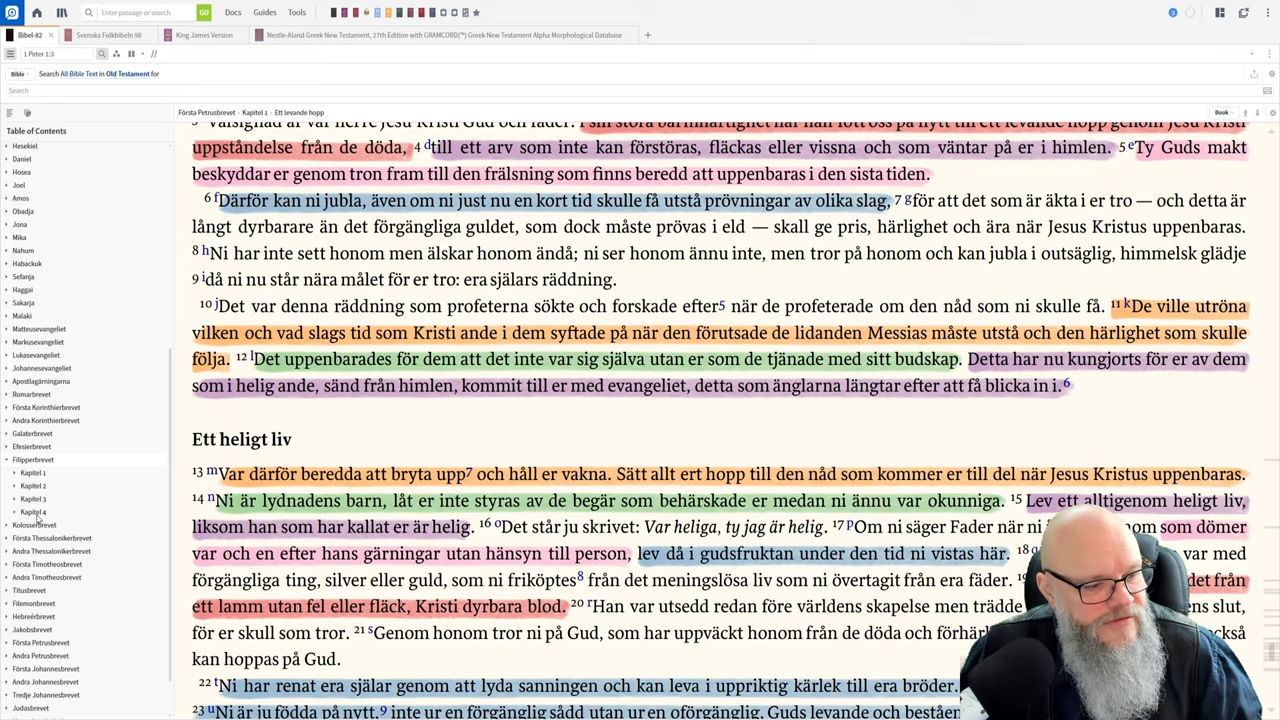 Enter passage or search
GO
Docs
Guides
Tools
3
Bibel-82
Svenska Folkbibeln 98
King James Version
Nestle-Aland Greek New Testament, 27th Edition with GRAMCORD(™) Greek New Testament Alpha Morphological Database
1 Peter 1:3
Bible
Search All Bible Text in Old Testament for
Search
Första Petrusbrevet · Kapitel 1 · Ett levande hopp
Book
Table of Contents
Hesekiel
Daniel
Hosea
Joel
Amos
Obadja
Jona
Mika
Nahum
Habackuk
Sefanja
Haggai
Sakarja
Malaki
Matteusevangeliet
Markusevangeliet
Lukasevangeliet
Johannesevangeliet
Apostlagärningarna
Romarbrevet
Första Korinthierbrevet
Andra Korinthierbrevet
Galaterbrevet
Efesierbrevet
Filipperbrevet
Kapitel 1
Kapitel 2
Kapitel 3
Kapitel 4
Kolosserbrevet
Första Thessalonikerbrevet
Andra Thessalonikerbrevet
Första Timotheosbrevet
Andra Timotheosbrevet
Titusbrevet
Filemonbrevet
Hebreérbrevet
Jakobsbrevet
Första Petrusbrevet
Andra Petrusbrevet
Första Johannesbrevet
Andra Johannesbrevet
Tredje Johannesbrevet
Judasbrevet
uppståndelse från de döda, 4 d till ett arv som inte kan förstöras, fläckas eller vissna och som väntar på er i himlen. 5 e Ty Guds makt
beskyddar er genom tron fram till den frälsning som finns beredd att uppenbaras i den sista tiden.
6 f Därför kan ni jubla, även om ni just nu en kort tid skulle få utstå prövningar av olika slag, 7 g för att det som är äkta i er tro — och detta är
långt dyrbarare än det förgängliga guldet, som dock måste prövas i eld — skall ge pris, härlighet och ära när Jesus Kristus uppenbaras.
8 h Ni har inte sett honom men älskar honom ändå; ni ser honom ännu inte, men tror på honom och kan jubla i outsäglig, himmelsk glädje
9 i då ni nu står nära målet för er tro: era själars räddning.
10 j Det var denna räddning som profeterna sökte och forskade efter5 när de profeterade om den nåd som ni skulle få. 11 k De ville utröna
vilken och vad slags tid som Kristi ande i dem syftade på när den förutsade de lidanden Messias måste utstå och den härlighet som skulle
följa. 12 l Det uppenbarades för dem att det inte var sig själva utan er som de tjänade med sitt budskap. Detta har nu kungjorts för er av dem
som i helig ande, sänd från himlen, kommit till er med evangeliet, detta som änglarna längtar efter att få blicka in i.6
Ett heligt liv
13 m Var därför beredda att bryta upp7 och håll er vakna. Sätt allt ert hopp till den nåd som kommer er till del när Jesus Kristus uppenbaras.
14 n Ni är lydnadens barn, låt er inte styras av de begär som behärskade er medan ni ännu var okunniga. 15 Lev ett alltigenom heligt liv,
liksom han som har kallat er är helig. 16 o Det står ju skrivet: Var heliga, ty jag är helig. 17 p Om ni säger Fader när ni som dömer
var och en efter hans gärningar utan hänsyn till person, lev då i gudsfruktan under den tid ni vistas här. 18 q var med
förgängliga ting, silver eller guld, som ni friköptes8 från det meningslösa liv som ni övertagit från era fäder. 19 det från
ett lamm utan fel eller fläck, Kristi dyrbara blod. 20 r Han var utsedd redan före världens skapelse men trädde slut,
för er skull som tror. 21 s Genom honom tror ni på Gud, som har uppväckt honom från de döda och också
kan hoppas på Gud.
22 t Ni har renat era själar genom att lyda sanningen och kan leva i uppriktig kärlek till era bröder.